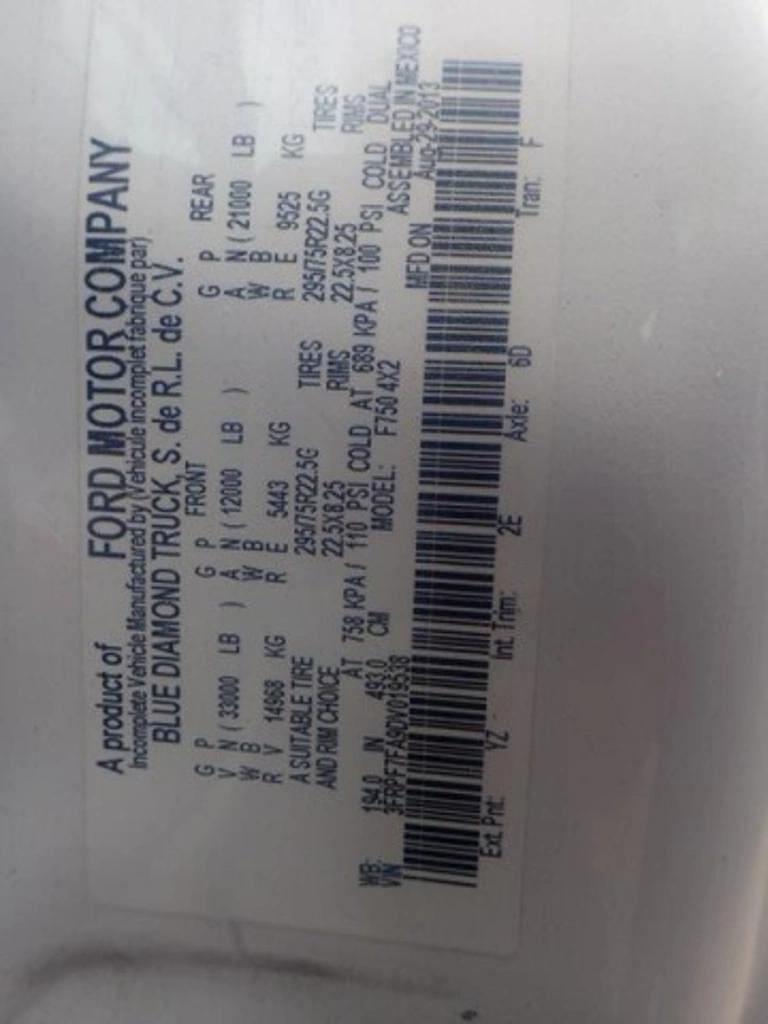 A product of FORD MOTOR COMPANY
Incomplete Vehicle Manufactured by (Vehicule incomplet fabrique par)
BLUE DIAMOND TRUCK, S. de R.L. de C.V.
FRONT REAR
G P G P G P
V N ( 33000 LB ) A N ( 12000 LB ) A N ( 21000 LB )
W B W B W B
R V 14968 KG R E 5443 KG R E 9525 KG
A SUITABLE TIRE 295/75R22.5G TIRES 295/75R22.5G TIRES
AND RIM CHOICE 22.5X8.25 RIMS 22.5X8.25 RIMS
AT 758 KPA / 110 PSI COLD AT 689 KPA / 100 PSI COLD DUAL
WB: 194.0 IN 493.0 CM MODEL: F750 4X2 ASSEMBLED IN MEXICO
VIN 3FRPF7FA9DV019538 MFD ON Aug-29-2013
Ext. Pnt: YZ Int. Trim: 2E Axle: 6D Tran: F